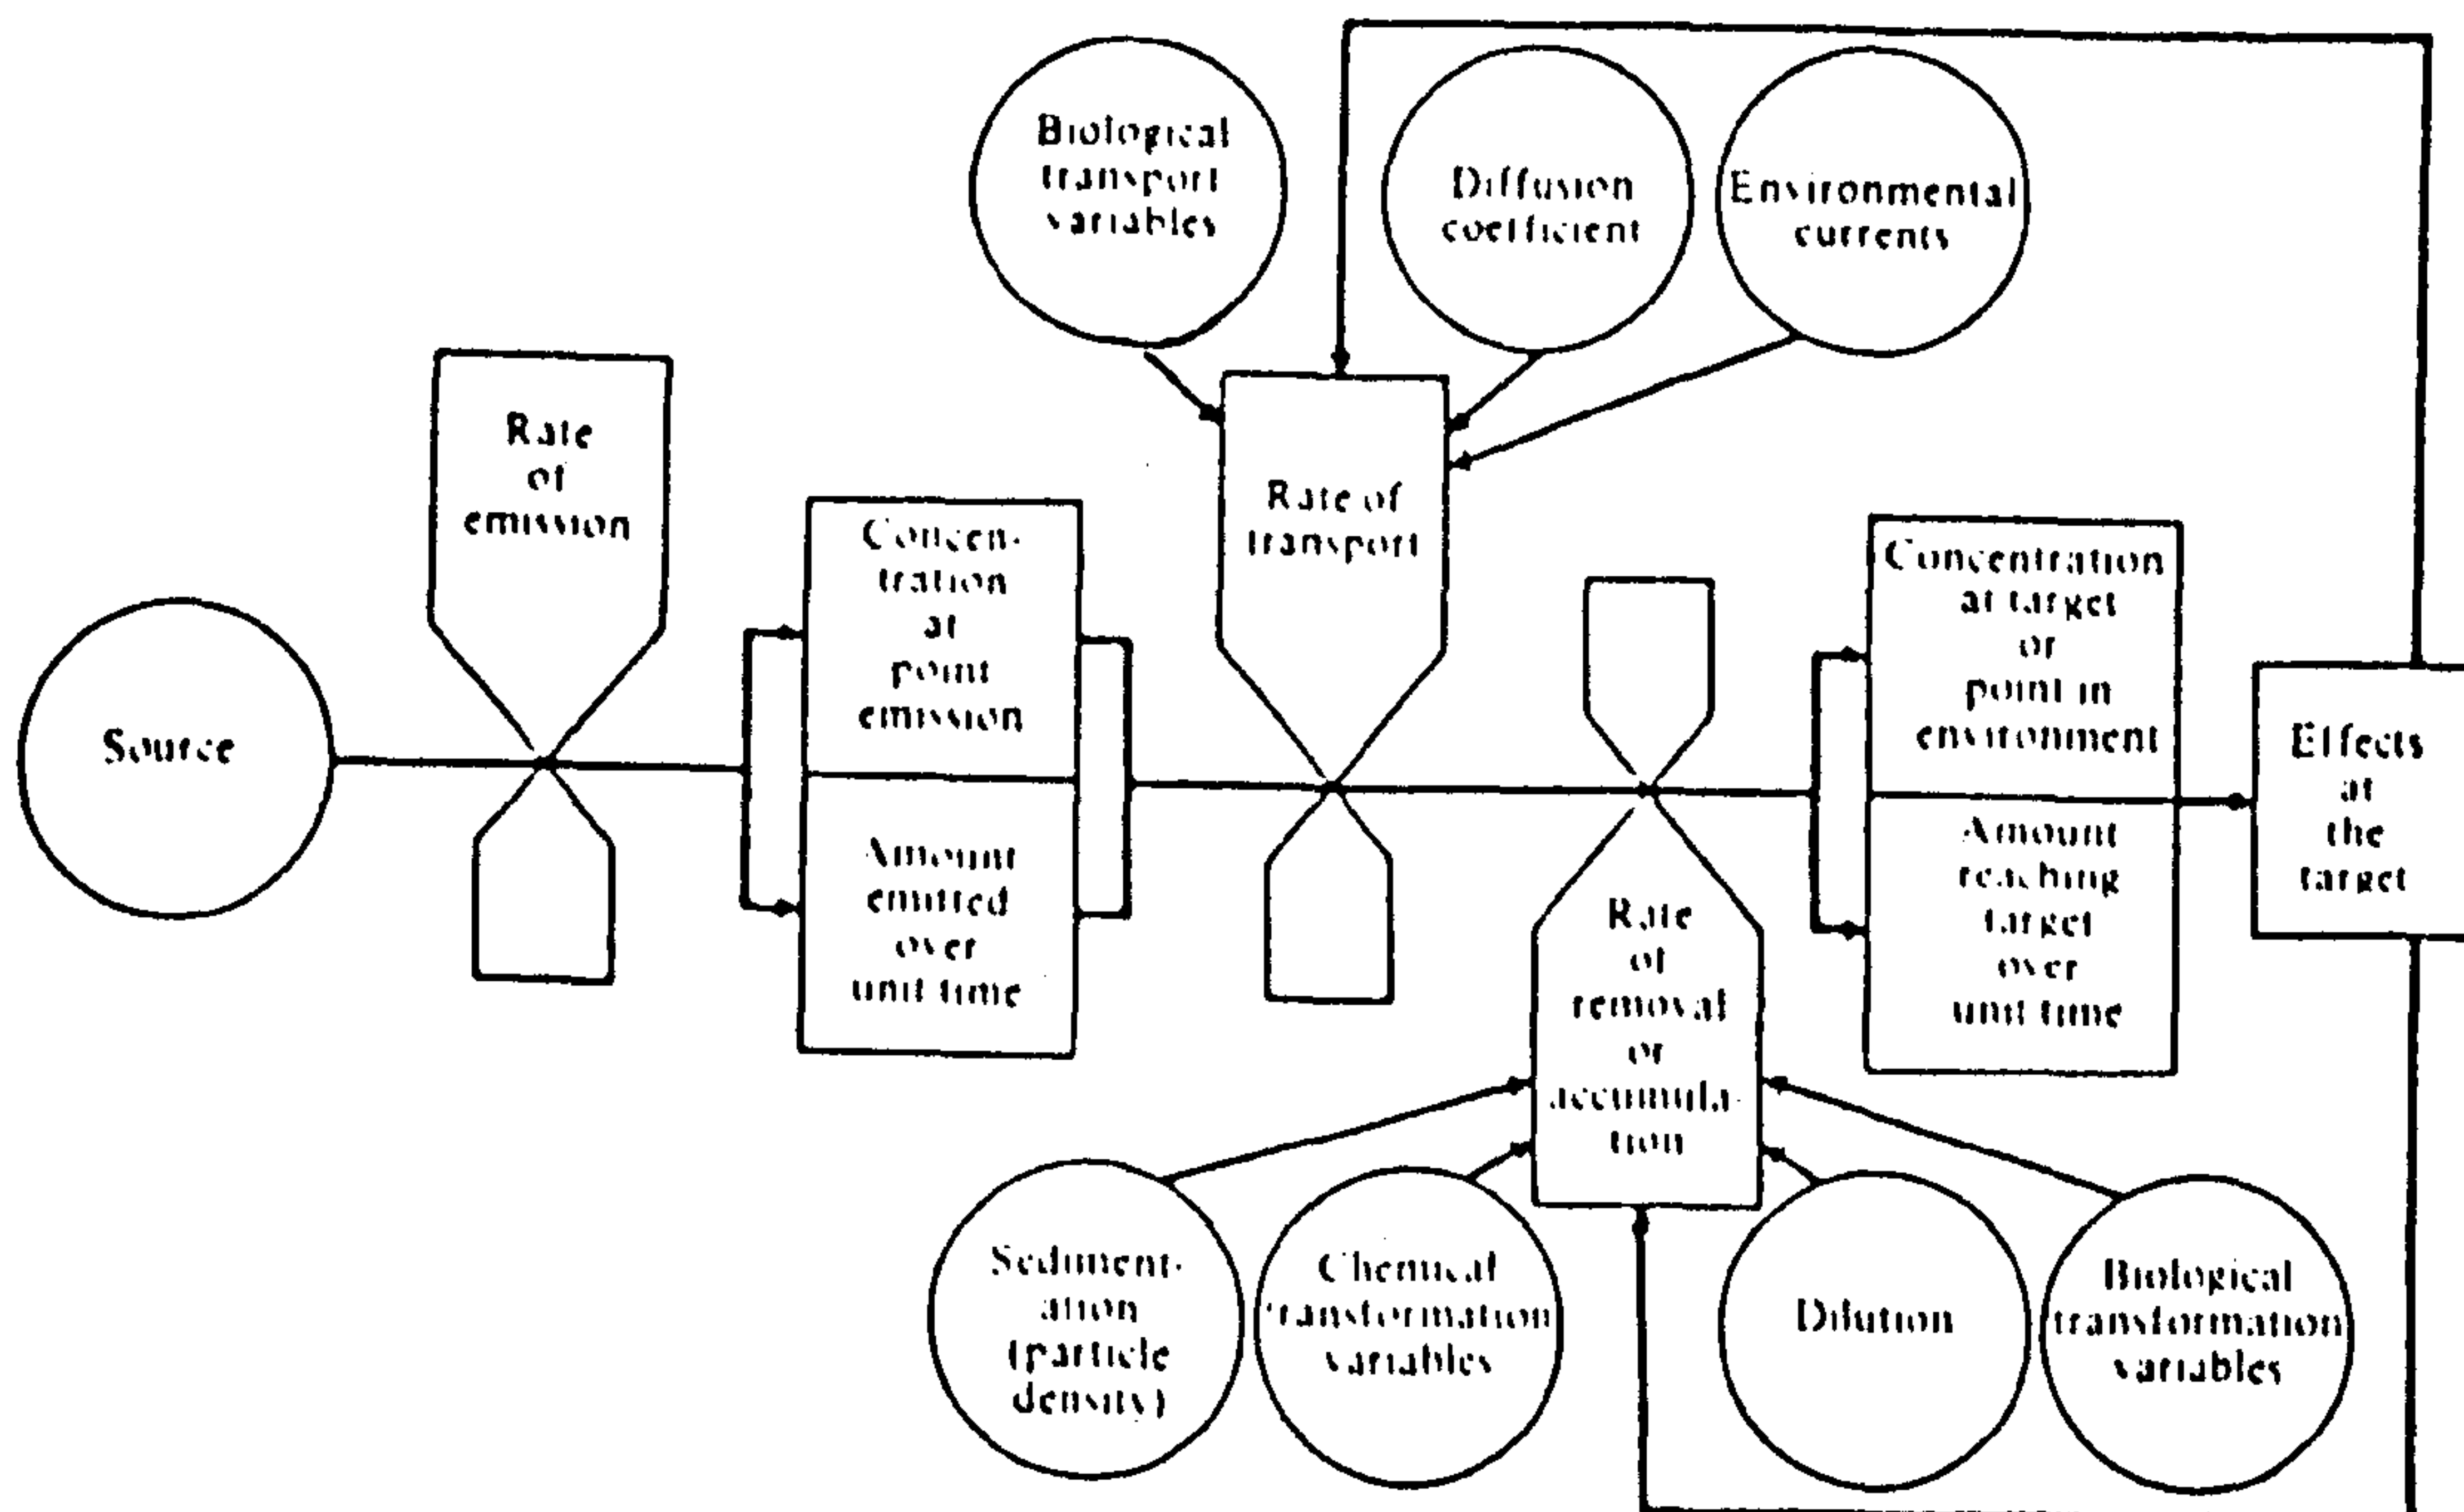 Biological
transport
variables
Diffusion
coefficient
Environmental
currents
Rate
of
emission
Concen-
tration
at
point
emission
Rate of
transport
Concentration
at target
or
point in
environment
Source
Effects
at
the
target
Amount
emitted
over
unit time
Rate
of
removal
or
accumula-
tion
Amount
reaching
target
over
unit time
Sediment-
ation
(particle
density)
Chemical
transformation
variables
Dilution
Biological
transformation
variables